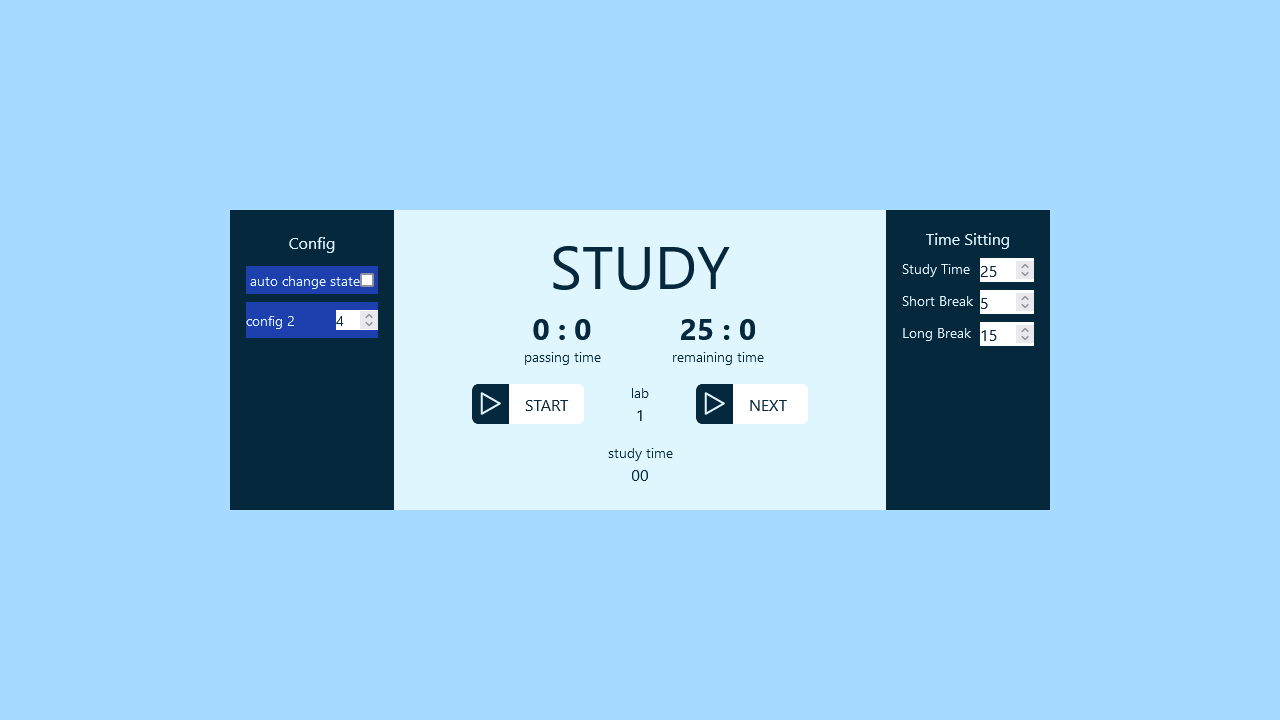 Config
auto change state
config 2
4
STUDY
0 : 0
passing time
25 : 0
remaining time
START
lab
1
NEXT
study time
00
Time Sitting
Study Time
25
Short Break
5
Long Break
15